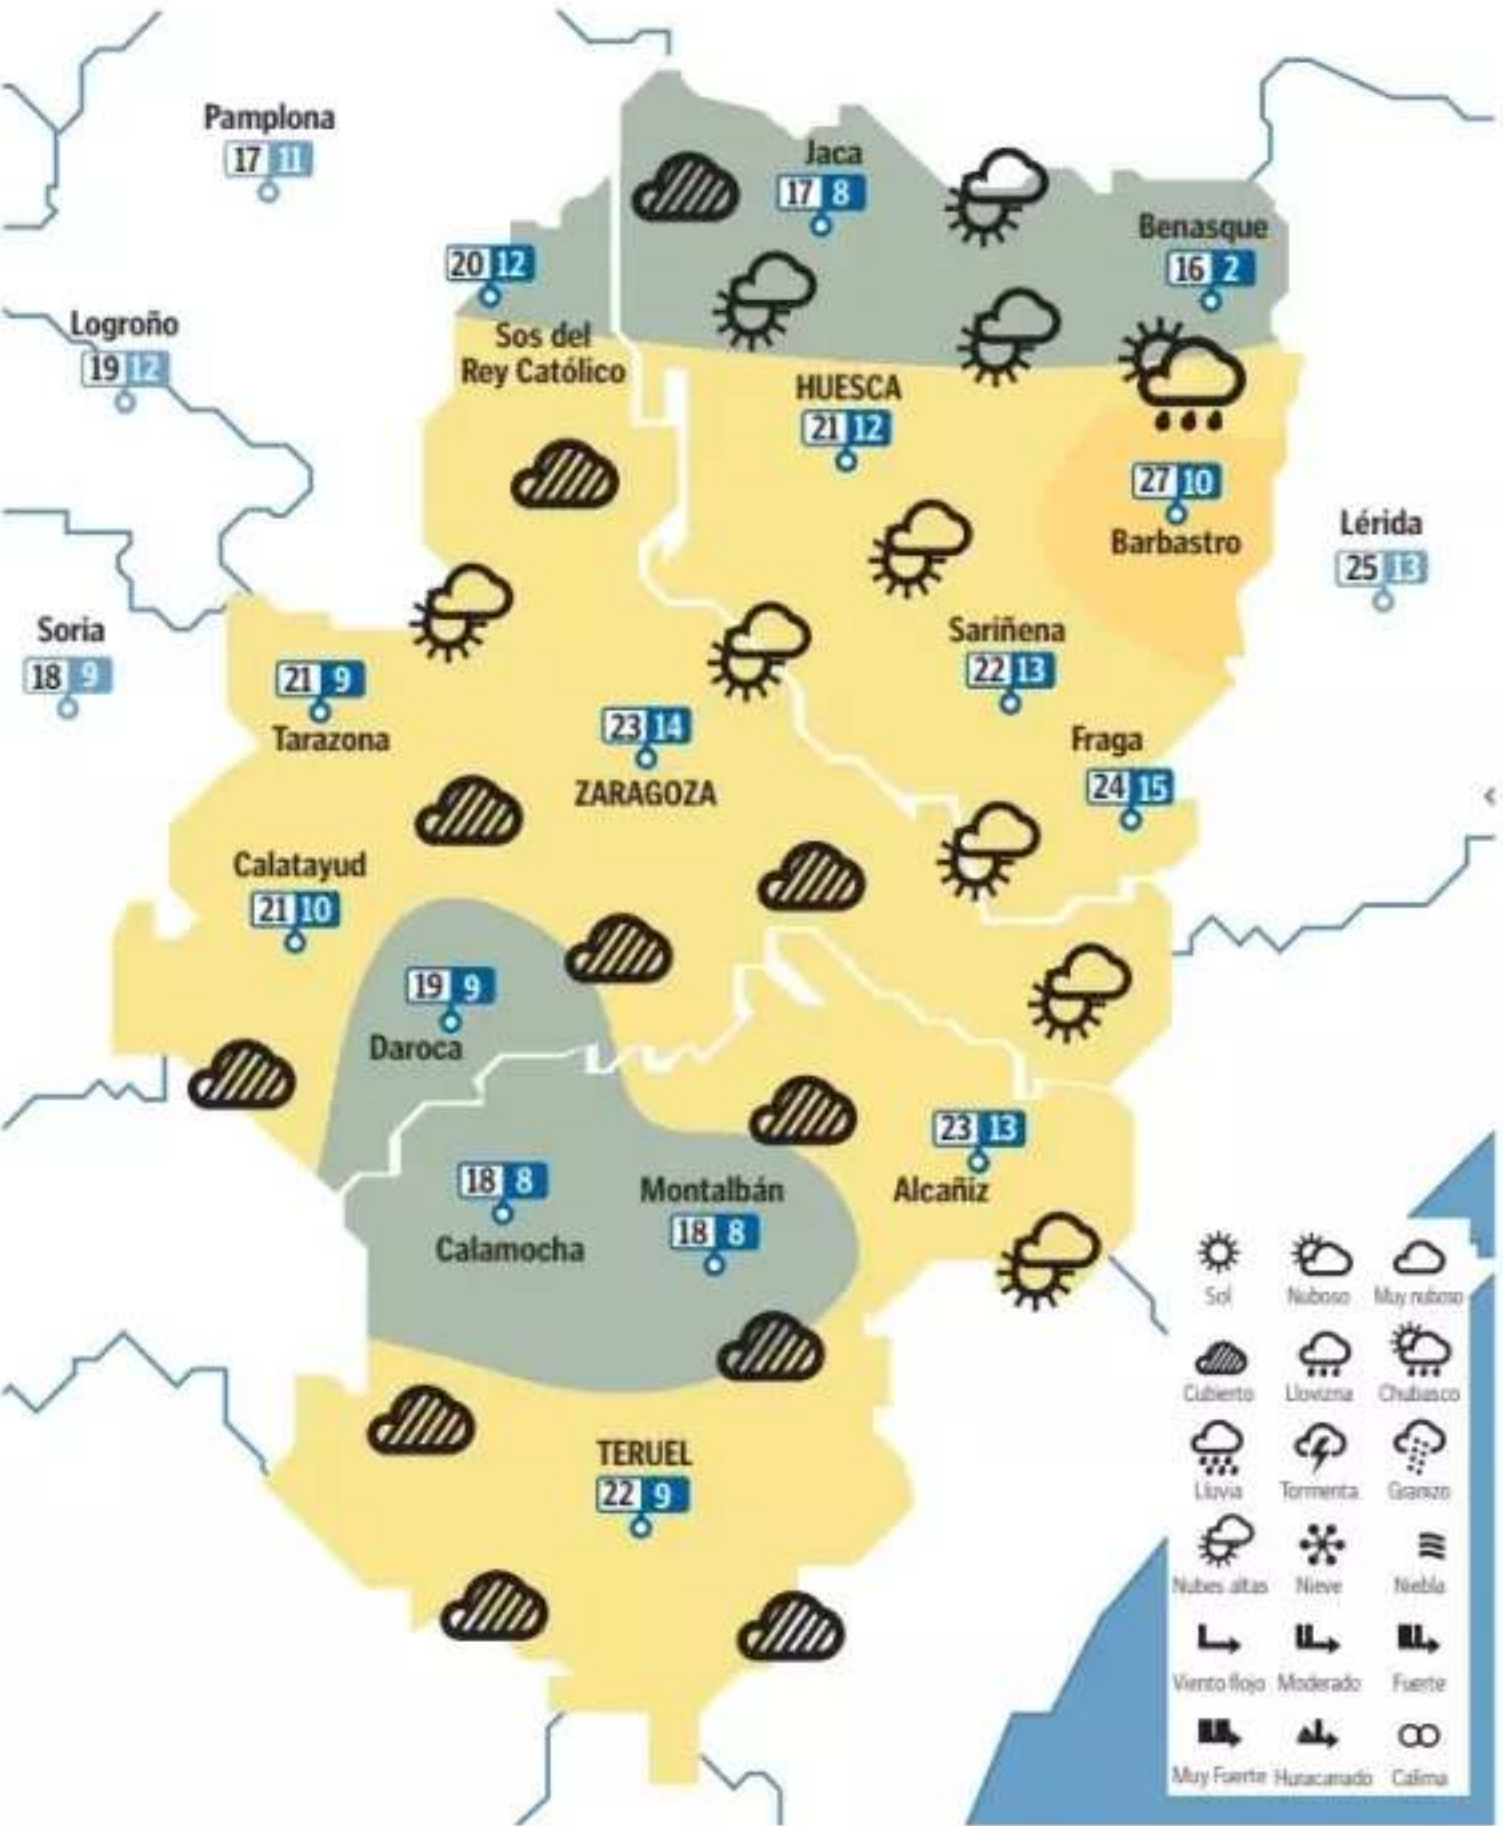 Pamplona
17 11
Jaca
17 8
Benasque
16 2
20 12
Sos del
Rey Católico
Logroño
19 12
HUESCA
21 12
27 10
Barbastro
Lérida
25 13
Soria
18 9
21 9
Tarazona
Sariñena
22 13
23 14
ZARAGOZA
Fraga
24 15
Calatayud
21 10
19 9
Daroca
23 13
Alcañiz
18 8
Calamocha
Montalbán
18 8
TERUEL
22 9
Sol Nuboso Muy nuboso
Cubierto Llovizna Chubasco
Lluvia Tormenta Granizo
Nubes altas Nieve Niebla
Viento flojo Moderado Fuerte
Muy Fuerte Huracanado Calima